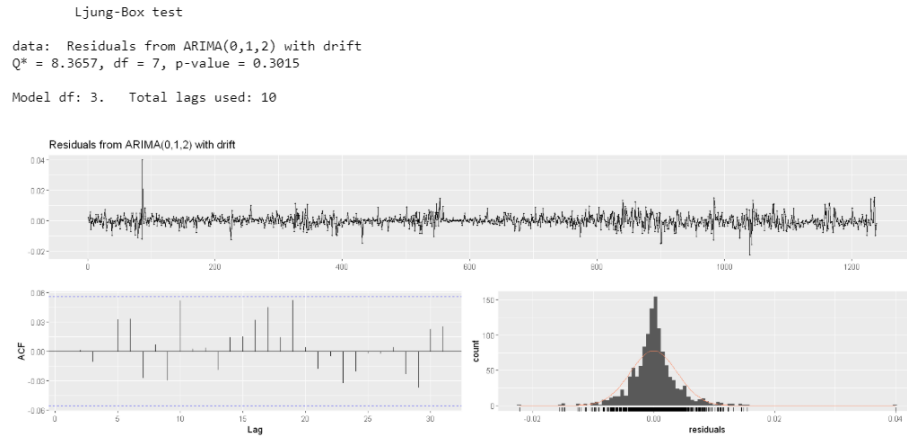 Ljung-Box test
data: Residuals from ARIMA(0,1,2) with drift
Q* = 8.3657, df = 7, p-value = 0.3015
Model df: 3. Total lags used: 10
Residuals from ARIMA(0,1,2) with drift
0.04
0.02
0.00
-0.02
0 200 400 600 800 1000 1200
0.06
0.03
0.00
-0.03
-0.06
ACF
0 5 10 15 20 25 30
Lag
150
100
50
0
count
-0.02 0.00 0.02 0.04
residuals